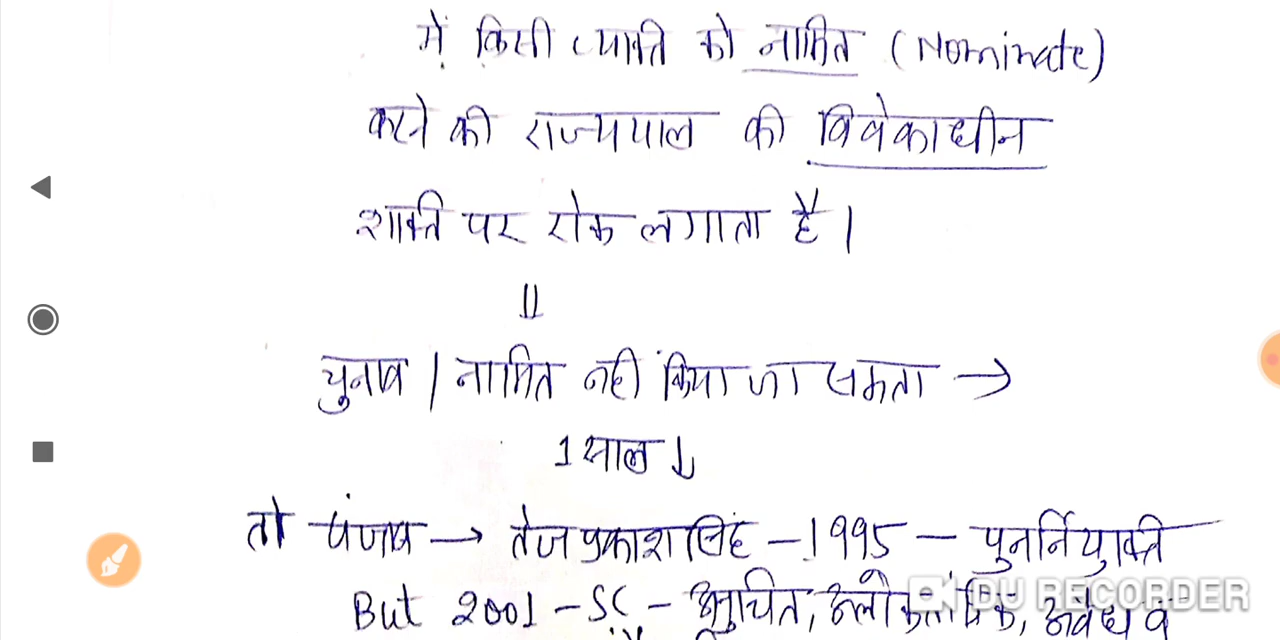 में किसी व्यक्ति को नामित (Nominate)
करने की राज्यपाल की विवेकाधीन
शक्ति पर रोक लगाता है।
चुनाव / नामित नही किया जा सकता →
1 साल ↓
तो पंजाब → तेजप्रकाश सिंह – 1995 – पुनर्नियुक्ति
But 2001 – SC – अनुचित, अलोकतांत्रिक, अवैध व
DU RECORDER